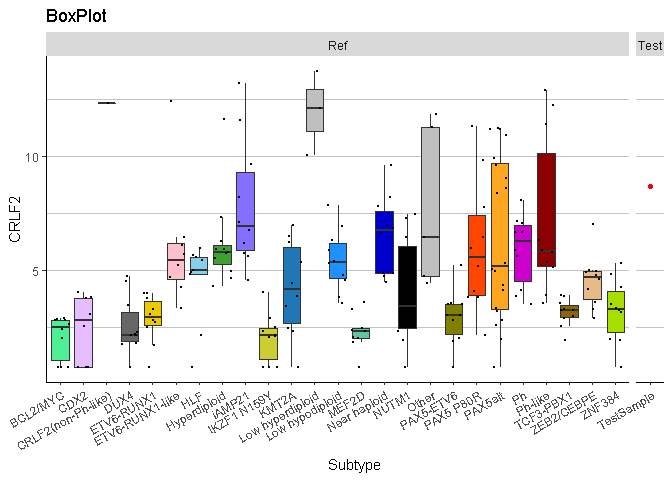 BoxPlot
Ref
Test
CRLF2
10
5
BCL2/MYC
CDX2
CRLF2(non-Ph-like)
DUX4
ETV6-RUNX1
ETV6-RUNX1-like
HLF
Hyperdiploid
iAMP21
IKZF1 N159Y
KMT2A
Low hyperdiploid
Low hypodiploid
MEF2D
Near haploid
NUTM1
Other
PAX5-ETV6
PAX5 P80R
PAX5alt
Ph
Ph-like
TCF3-PBX1
ZEB2/CEBPE
ZNF384
TestSample
Subtype